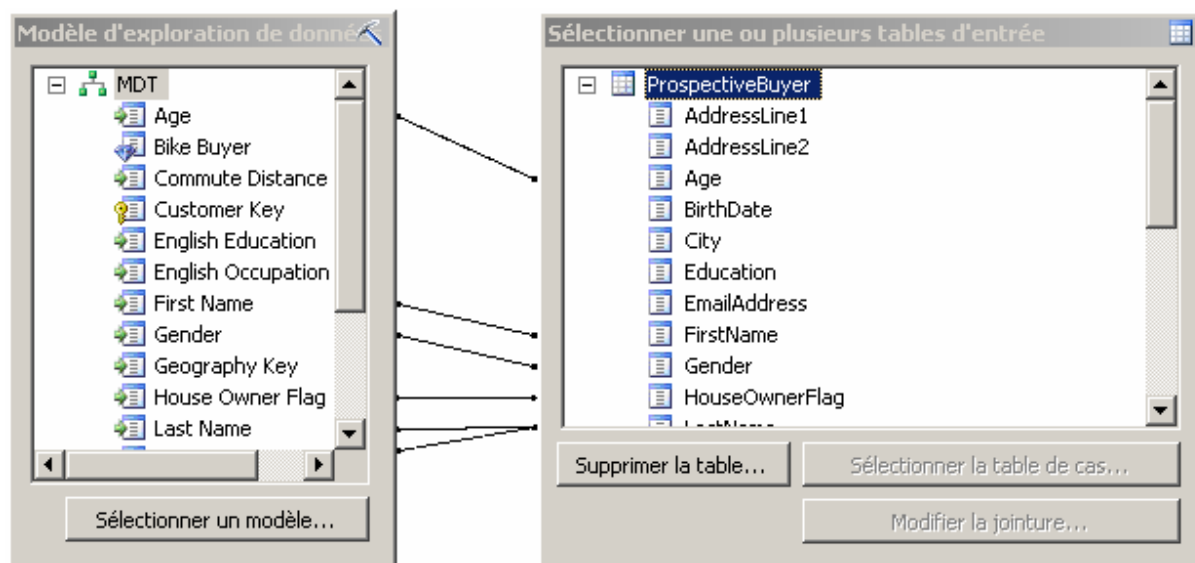 Modèle d'exploration de donné
MDT
Age
Bike Buyer
Commute Distance
Customer Key
English Education
English Occupation
First Name
Gender
Geography Key
House Owner Flag
Last Name
Sélectionner un modèle...
Sélectionner une ou plusieurs tables d'entrée
ProspectiveBuyer
AddressLine1
AddressLine2
Age
BirthDate
City
Education
EmailAddress
FirstName
Gender
HouseOwnerFlag
LastName
Supprimer la table...
Sélectionner la table de cas...
Modifier la jointure...